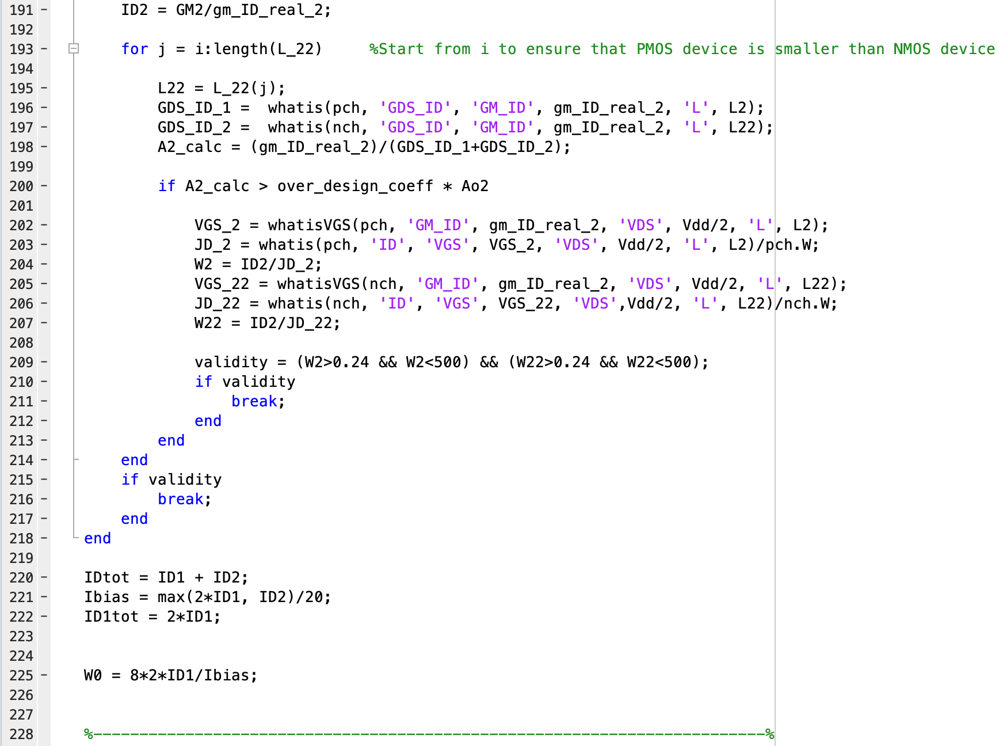 191 -         ID2 = GM2/gm_ID_real_2;
192
193 -         for j = i:length(L_22)     %Start from i to ensure that PMOS device is smaller than NMOS device
194
195 -             L22 = L_22(j);
196 -             GDS_ID_1 =  whatis(pch, 'GDS_ID', 'GM_ID', gm_ID_real_2, 'L', L2);
197 -             GDS_ID_2 =  whatis(nch, 'GDS_ID', 'GM_ID', gm_ID_real_2, 'L', L22);
198 -             A2_calc = (gm_ID_real_2)/(GDS_ID_1+GDS_ID_2);
199
200 -             if A2_calc > over_design_coeff * Ao2
201
202 -                 VGS_2 = whatisVGS(pch, 'GM_ID', gm_ID_real_2, 'VDS', Vdd/2, 'L', L2);
203 -                 JD_2 = whatis(pch, 'ID', 'VGS', VGS_2, 'VDS', Vdd/2, 'L', L2)/pch.W;
204 -                 W2 = ID2/JD_2;
205 -                 VGS_22 = whatisVGS(nch, 'GM_ID', gm_ID_real_2, 'VDS', Vdd/2, 'L', L22);
206 -                 JD_22 = whatis(nch, 'ID', 'VGS', VGS_22, 'VDS',Vdd/2, 'L', L22)/nch.W;
207 -                 W22 = ID2/JD_22;
208
209 -                 validity = (W2>0.24 && W2<500) && (W22>0.24 && W22<500);
210 -                 if validity
211 -                     break;
212 -                 end
213 -             end
214 -         end
215 -         if validity
216 -             break;
217 -         end
218 -     end
219
220 -     IDtot = ID1 + ID2;
221 -     Ibias = max(2*ID1, ID2)/20;
222 -     ID1tot = 2*ID1;
223
224
225 -     W0 = 8*2*ID1/Ibias;
226
227
228       %-------------------------------------------------------------------------%